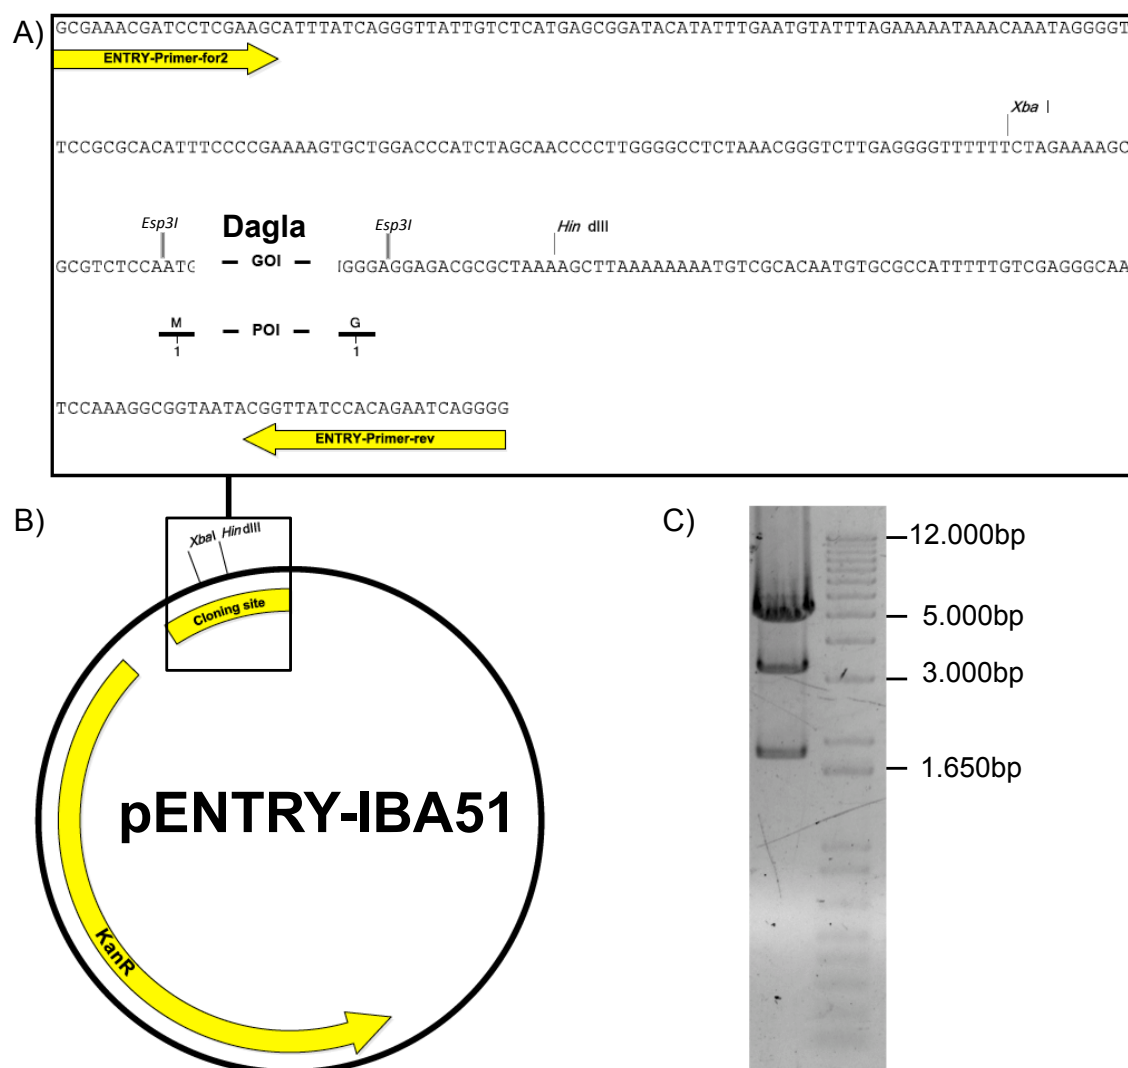 A)
GCGAAACGATCCTCGAAGCATTTATCAGGGTTATTGTCTCATGAGCGGATACATATTTGAATGTATTTAGAAAAATAAACAAATAGGGGT
ENTRY-Primer-for2
Xba I
TCCGCGCACATTTCCCCGAAAAGTGCTGGACCCATCTAGCAACCCCTTGGGGCCTCTAAACGGGTCTTGAGGGGTTTTTTCTAGAAAAGC
Esp3I Dagla Esp3I Hin dIII
GCGTCTCCAATG GOI GGGAGGAGACGCGCTAAAAGCTTAAAAAAAATGTCGCACAATGTGCGCCATTTTTGTCGAGGGCAA
M POI G
1 1
TCCAAAGGCGGTAATACGGTTATCCACAGAATCAGGGG
ENTRY-Primer-rev
B)
XbaI Hin dIII
Cloning site
pENTRY-IBA51
KanR
C)
12.000bp
5.000bp
3.000bp
1.650bp